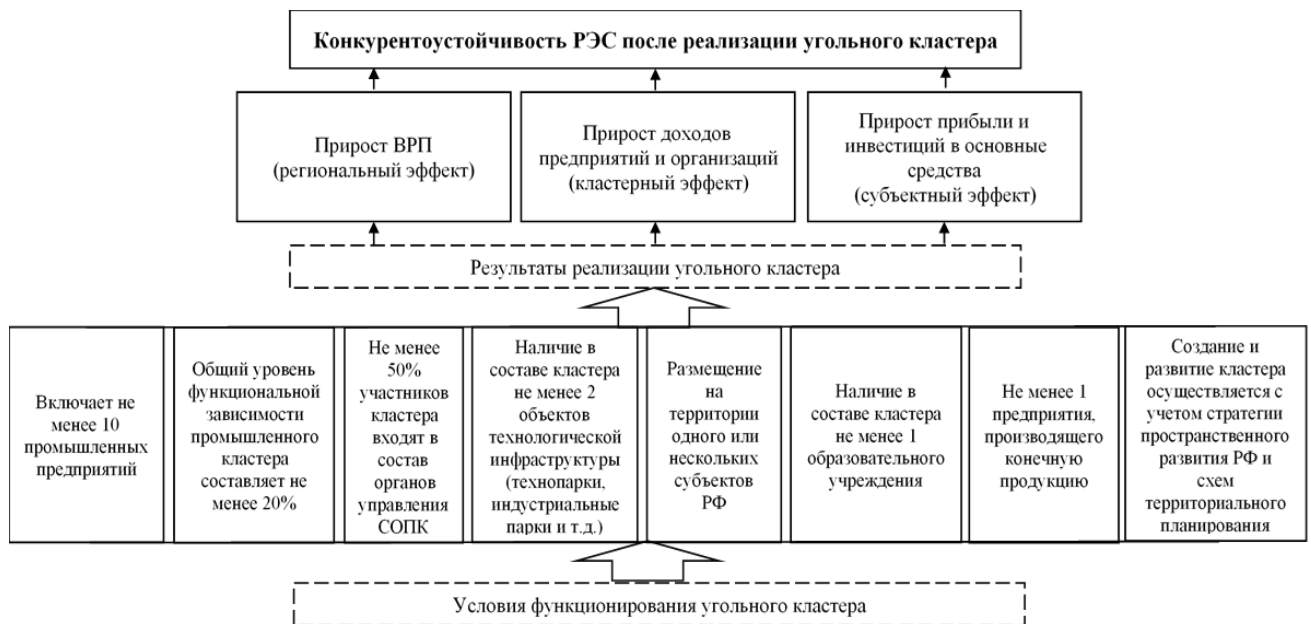 Конкурентоустойчивость РЭС после реализации угольного кластера
Прирост ВРП
(региональный эффект)
Прирост доходов
предприятий и организаций
(кластерный эффект)
Прирост прибыли и
инвестиций в основные
средства
(субъектный эффект)
Результаты реализации угольного кластера
Включает не
менее 10
промышленных
предприятий
Общий уровень
функциональной
зависимости
промышленного
кластера
составляет не
менее 20%
Не менее
50%
участников
кластера
входят в
состав
органов
управления
СОПК
Наличие в
составе кластера
не менее 2
объектов
технологической
инфраструктуры
(технопарки,
индустриальные
парки и т.д.)
Размещение
на
территории
одного или
нескольких
субъектов
РФ
Наличие в
составе кластера
не менее 1
образовательного
учреждения
Не менее 1
предприятия,
производящего
конечную
продукцию
Создание и
развитие кластера
осуществляется с
учетом стратегии
пространственного
развития РФ и
схем
территориального
планирования
Условия функционирования угольного кластера